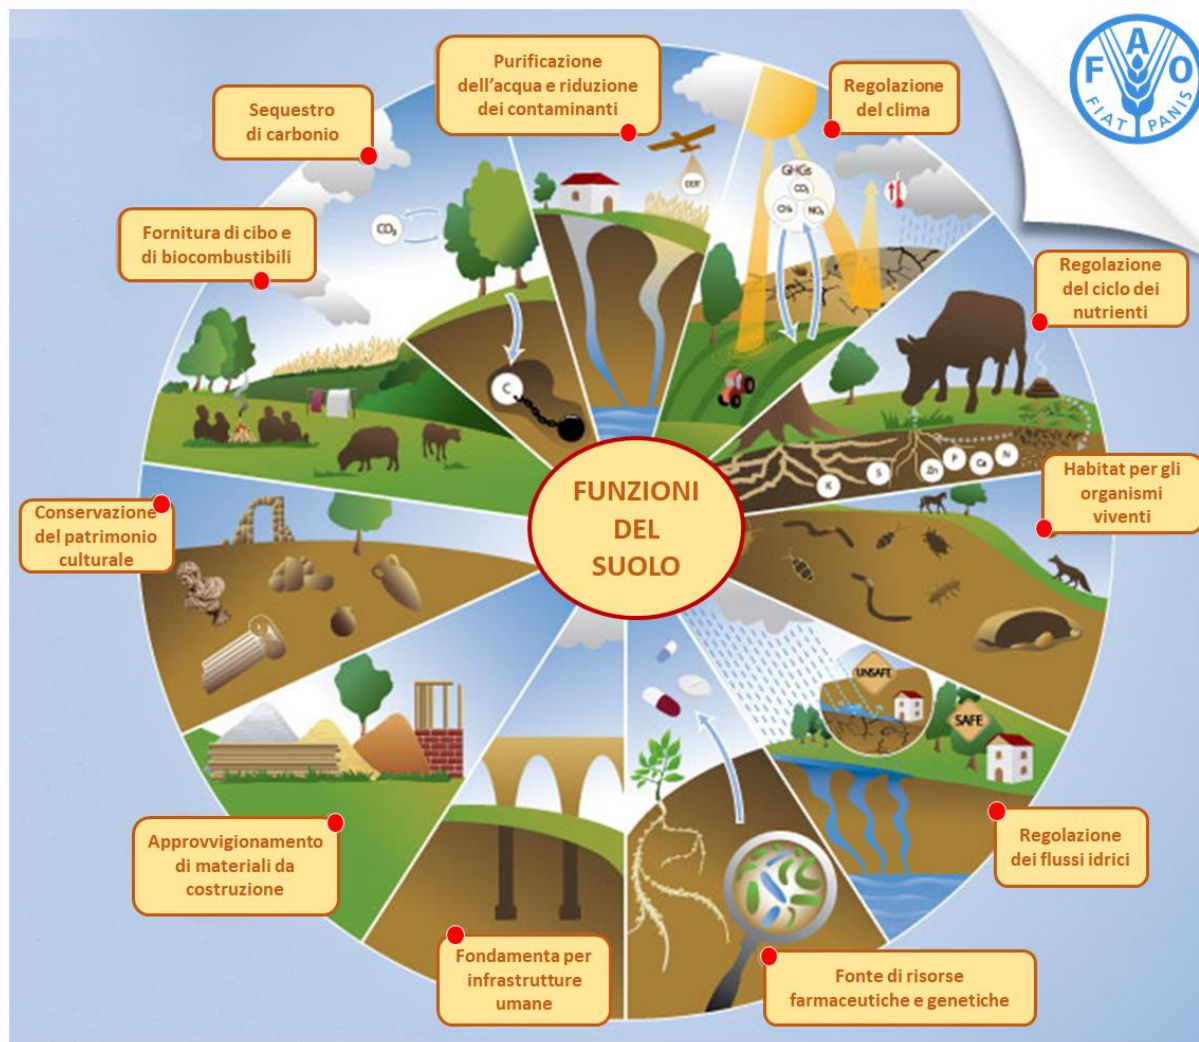 Purificazione
dell’acqua e riduzione
dei contaminanti
Regolazione
del clima
F A O
FIAT PANIS
Sequestro
di carbonio
DDT
GHGs
CO₂
CH₄ NO₂
CO₂
Fornitura di cibo e
di biocombustibili
Regolazione
del ciclo dei
nutrienti
C
K S Zn P Ca N
FUNZIONI
DEL
SUOLO
Habitat per gli
organismi
viventi
Conservazione
del patrimonio
culturale
UNSAFE
SAFE
Approvvigionamento
di materiali da
costruzione
Regolazione
dei flussi idrici
Fondamenta per
infrastrutture
umane
Fonte di risorse
farmaceutiche e genetiche